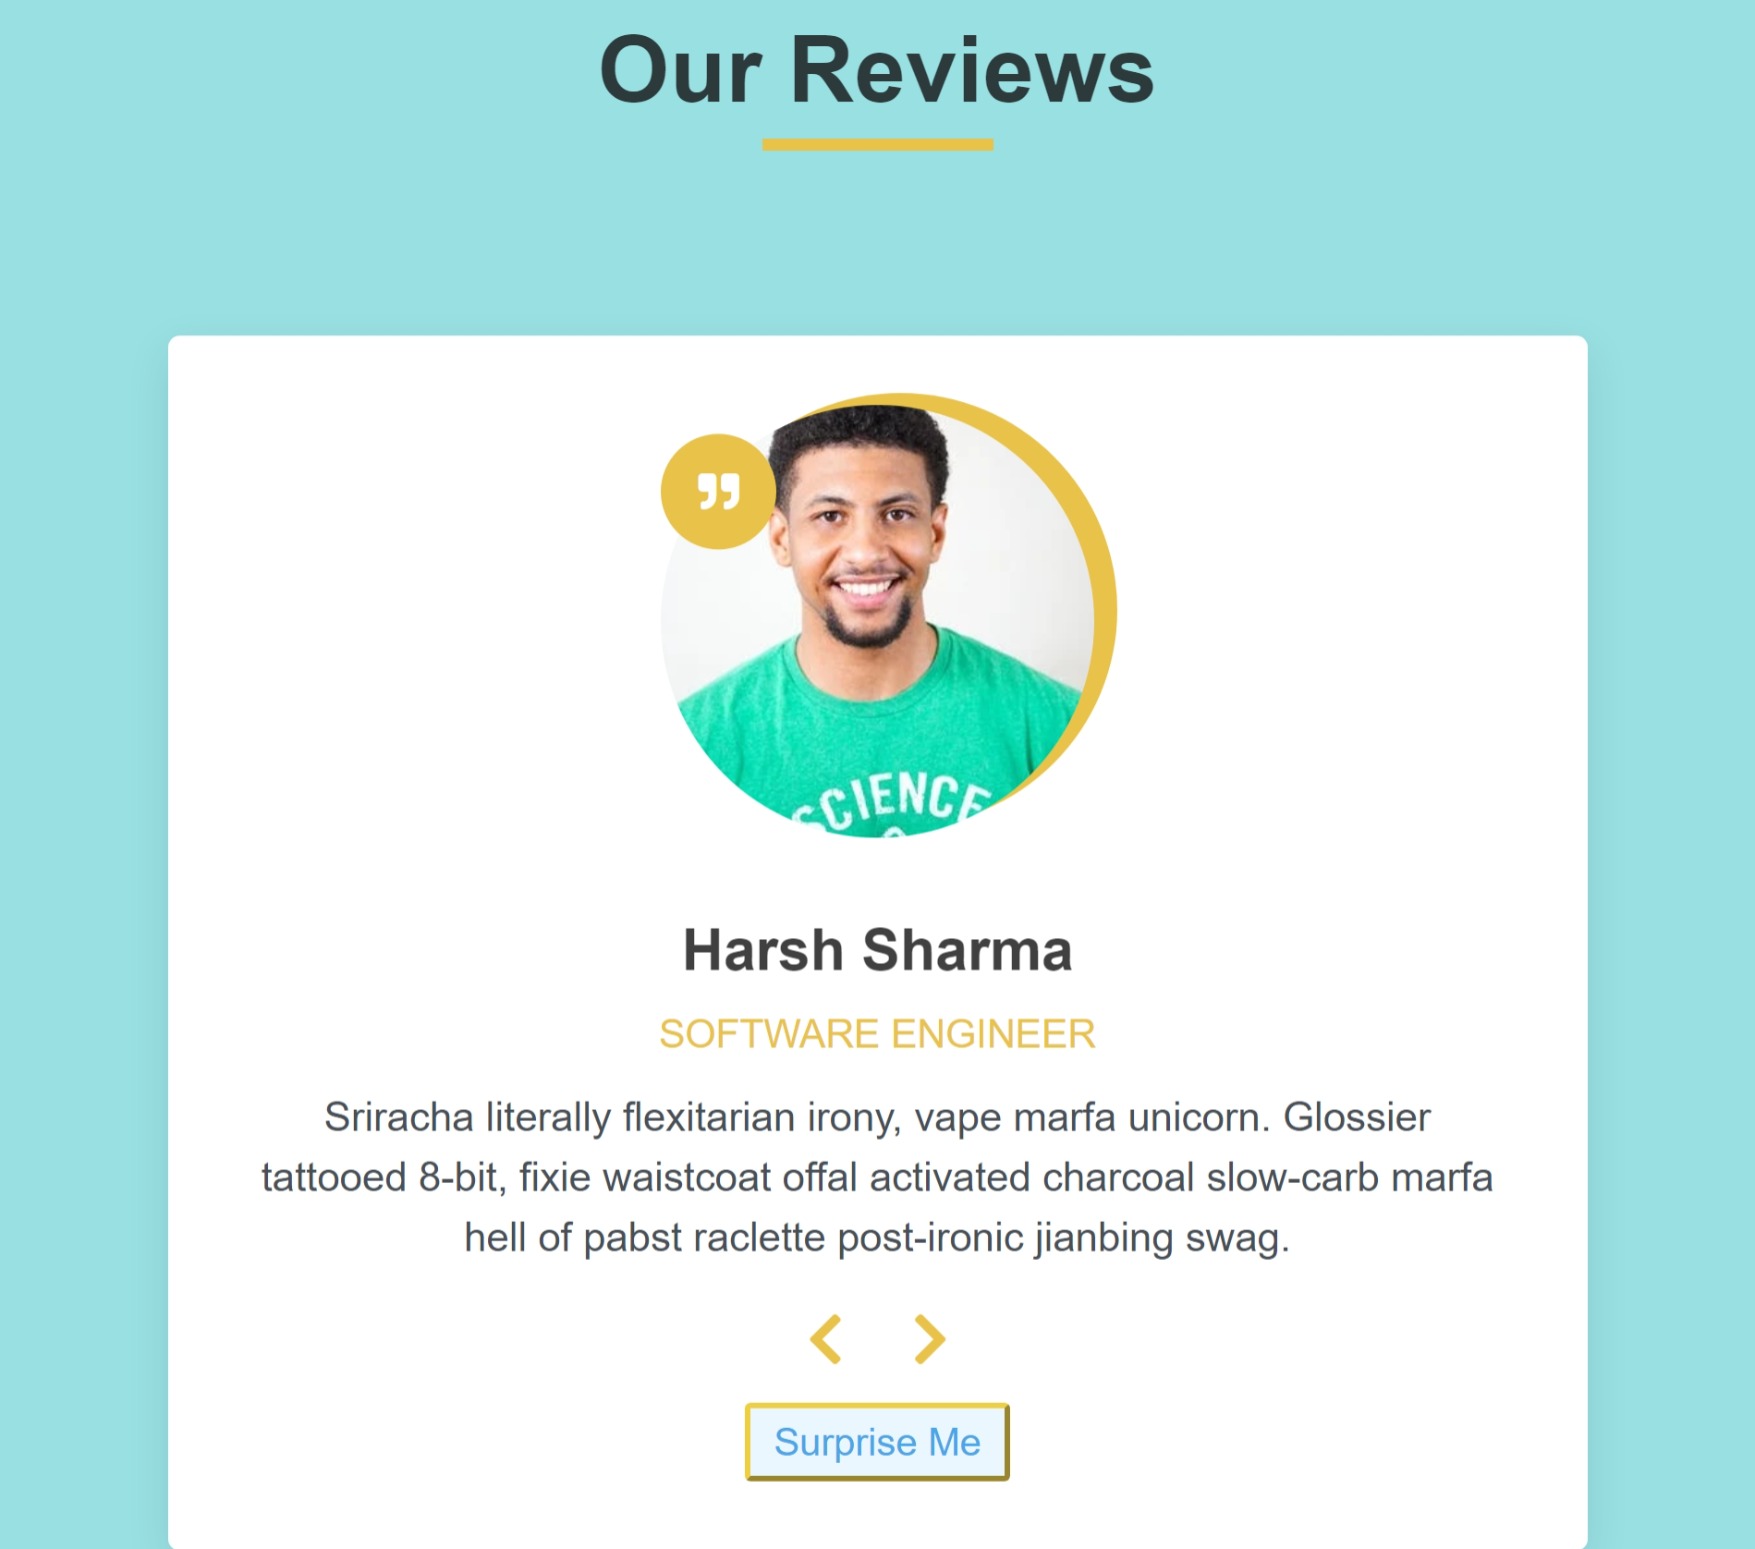 Our Reviews
SCIENCE
Harsh Sharma
SOFTWARE ENGINEER
Sriracha literally flexitarian irony, vape marfa unicorn. Glossier
tattooed 8-bit, fixie waistcoat offal activated charcoal slow-carb marfa
hell of pabst raclette post-ironic jianbing swag.
Surprise Me